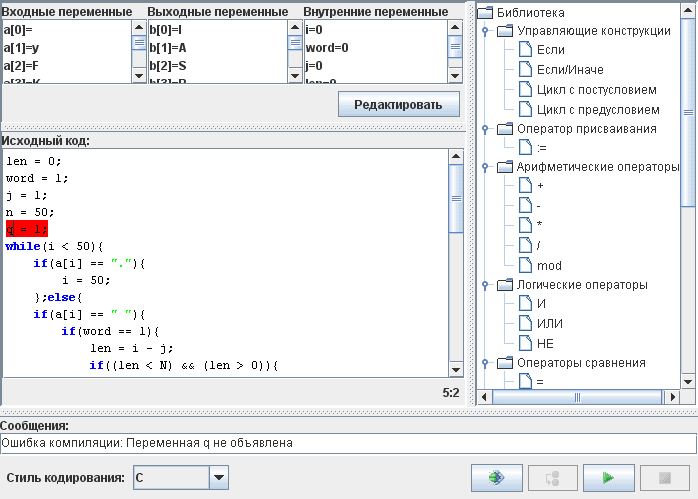 Входные переменные
a[0]=
a[1]=y
a[2]=F
a[3]=K
Выходные переменные
b[0]=I
b[1]=A
b[2]=S
Внутренние переменные
i=0
word=0
j=0
len=0
Редактировать
Исходный код:
len = 0;
word = 1;
j = 1;
n = 50;
q = 1;
while(i < 50){
if(a[i] == "."){
i = 50;
};else{
if(a[i] == " "){
if(word == 1){
len = i - j;
if((len < N) && (len > 0)){
5:2
Библиотека
Управляющие конструкции
Если
Если/Иначе
Цикл с постусловием
Цикл с предусловием
Оператор присваивания
:=
Арифметические операторы
+
-
*
/
mod
Логические операторы
И
ИЛИ
НЕ
Операторы сравнения
=
Сообщения:
Ошибка компиляции: Переменная q не объявлена
Стиль кодирования:
C